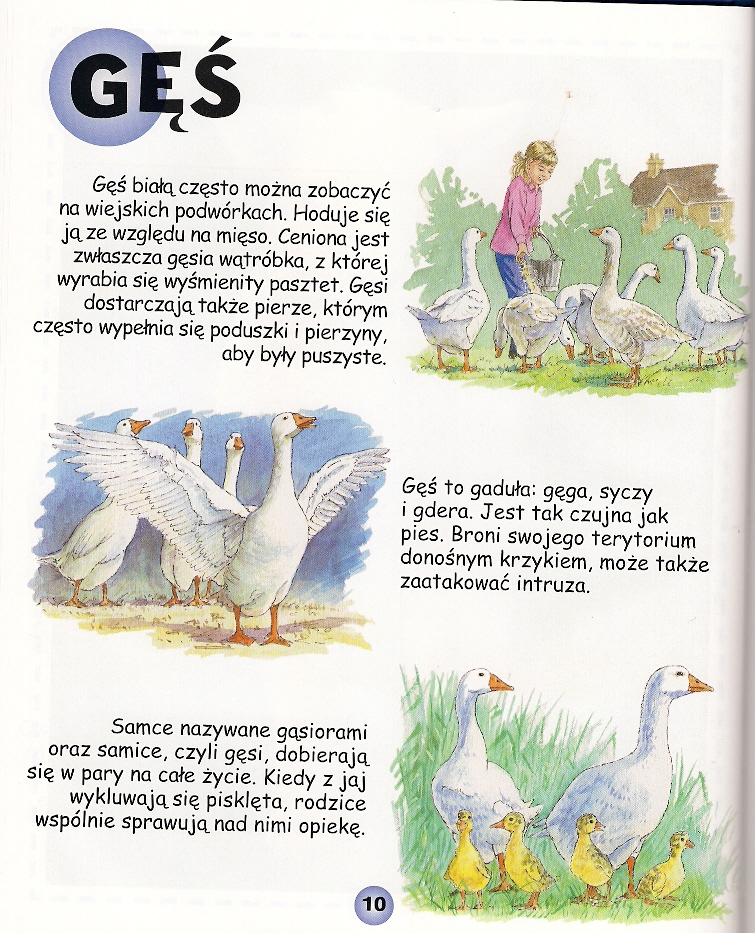 GĘŚ
Gęś białą często można zobaczyć
na wiejskich podwórkach. Hoduje się
ją ze względu na mięso. Ceniona jest
zwłaszcza gęsia wątróbka, z której
wyrabia się wyśmienity pasztet. Gęsi
dostarczają także pierze, którym
często wypełnia się poduszki i pierzyny,
aby były puszyste.
Gęś to gaduła: gęga, syczy
i gdera. Jest tak czujna jak
pies. Broni swojego terytorium
donośnym krzykiem, może także
zaatakować intruza.
Samce nazywane gąsiorami
oraz samice, czyli gęsi, dobierają
się w pary na całe życie. Kiedy z jaj
wykluwają się pisklęta, rodzice
wspólnie sprawują nad nimi opiekę.
10